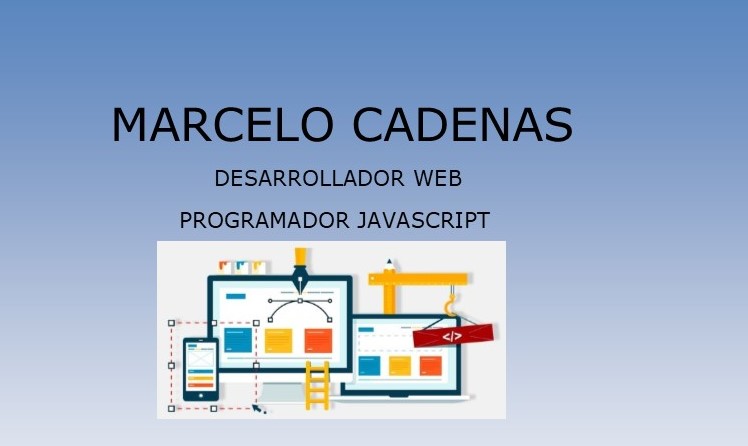 MARCELO CADENAS
DESARROLLADOR WEB
PROGRAMADOR JAVASCRIPT
</>